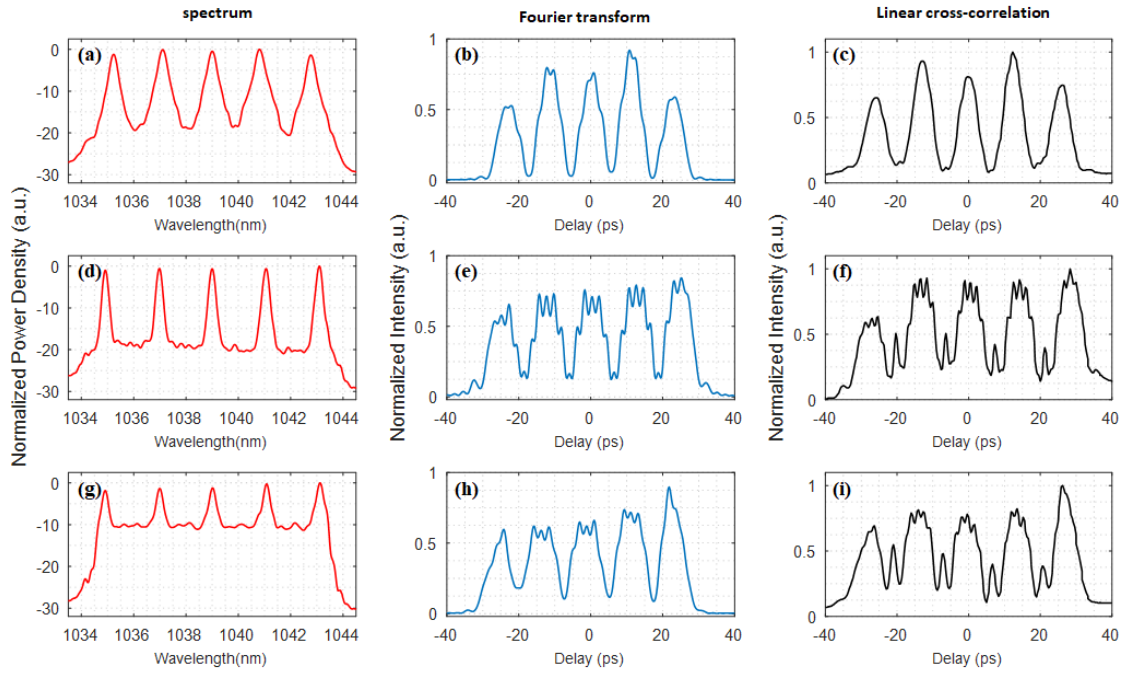 spectrum
Fourier transform
Linear cross-correlation
Normalized Power Density (a.u.)
Normalized Intensity (a.u.)
Normalized Intensity (a.u.)
(a)
0
-10
-20
-30
1034 1036 1038 1040 1042 1044
Wavelength(nm)
(b)
1
0.5
0
-40 -20 0 20 40
Delay (ps)
(c)
1
0.5
0
-40 -20 0 20 40
Delay (ps)
(d)
0
-10
-20
-30
1034 1036 1038 1040 1042 1044
Wavelength(nm)
(e)
1
0.5
0
-40 -20 0 20 40
Delay (ps)
(f)
1
0.5
0
-40 -20 0 20 40
Delay (ps)
(g)
0
-10
-20
-30
1034 1036 1038 1040 1042 1044
Wavelength(nm)
(h)
1
0.5
0
-40 -20 0 20 40
Delay (ps)
(i)
1
0.5
0
-40 -20 0 20 40
Delay (ps)